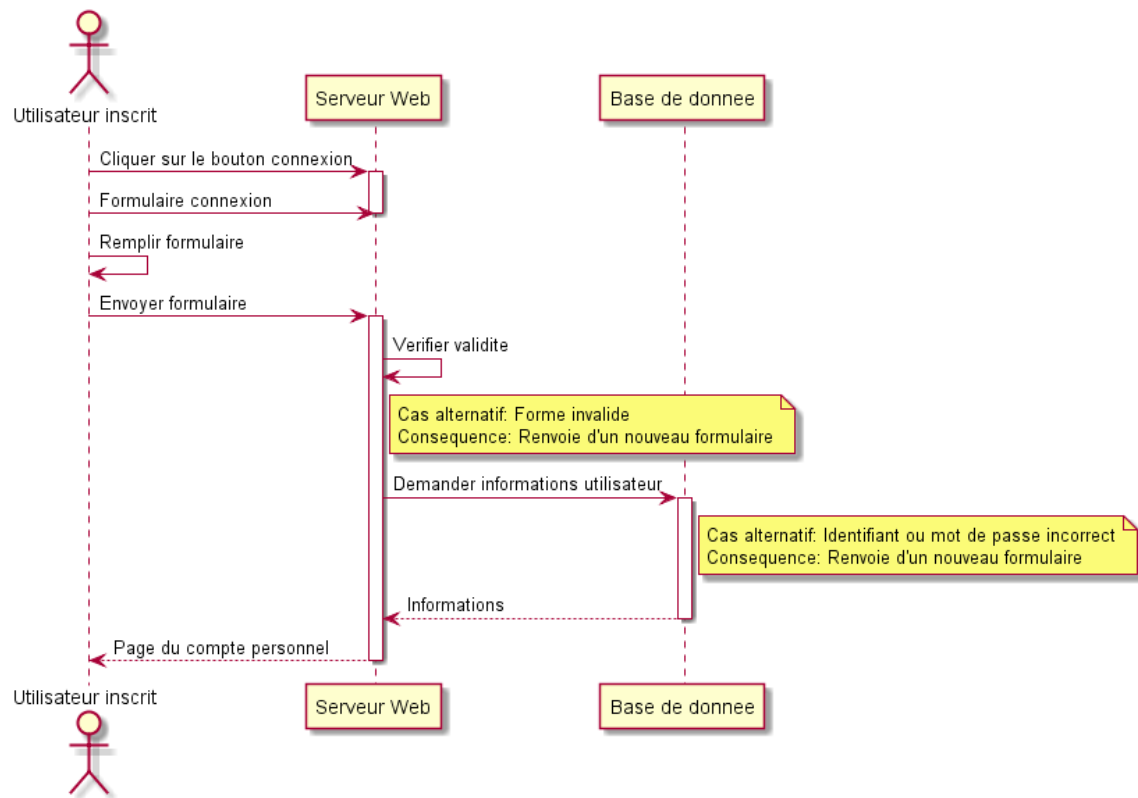 Utilisateur inscrit
Serveur Web
Base de donnee
Cliquer sur le bouton connexion
Formulaire connexion
Remplir formulaire
Envoyer formulaire
Verifier validite
Cas alternatif: Forme invalide
Consequence: Renvoie d'un nouveau formulaire
Demander informations utilisateur
Cas alternatif: Identifiant ou mot de passe incorrect
Consequence: Renvoie d'un nouveau formulaire
Informations
Page du compte personnel
Utilisateur inscrit
Serveur Web
Base de donnee